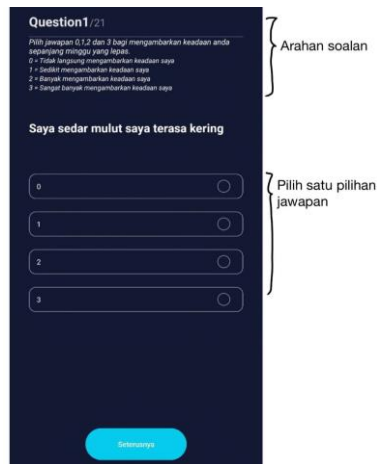 Question1/21
Pilih jawapan 0,1,2 dan 3 bagi mengambarkan keadaan anda
sepanjang minggu yang lepas.
0 = Tidak langsung mengambarkan keadaan saya
1 = Sedikit mengambarkan keadaan saya
2 = Banyak mengambarkan keadaan saya
3 = Sangat banyak mengambarkan keadaan saya
Arahan soalan
Saya sedar mulut saya terasa kering
0
1
2
3
Pilih satu pilihan
jawapan
Seterusnya